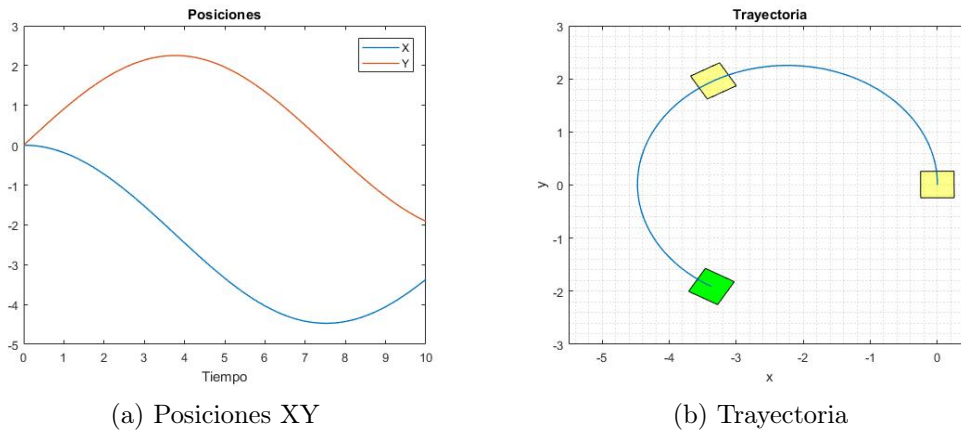 Posiciones
3
2
1
0
-1
-2
-3
-4
-5
X
Y
0 1 2 3 4 5 6 7 8 9 10
Tiempo
(a) Posiciones XY
Trayectoria
3
2
1
0
-1
-2
-3
y
-5 -4 -3 -2 -1 0
x
(b) Trayectoria